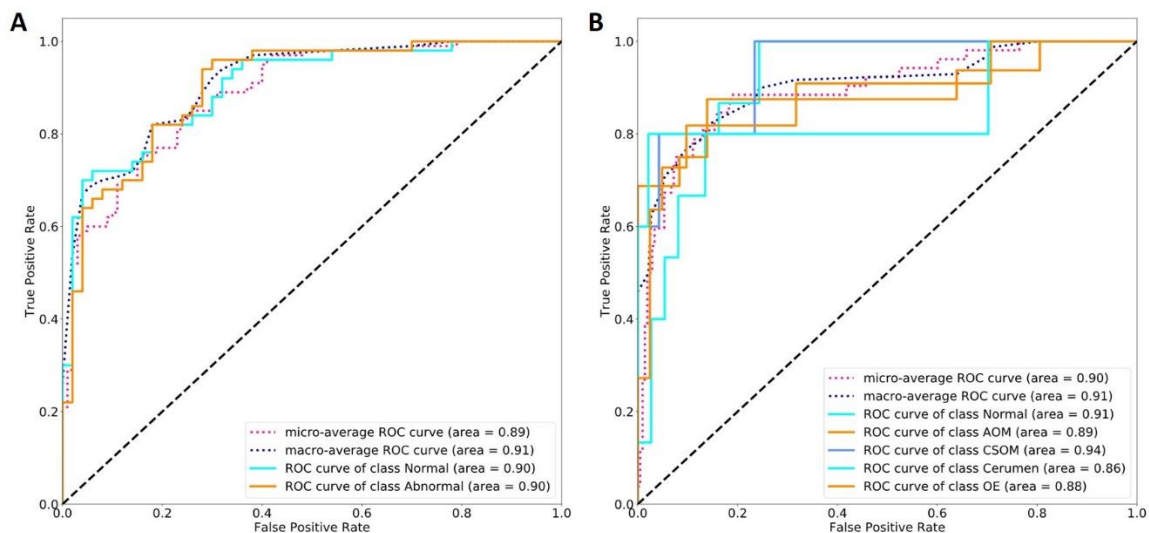 A
1.0
0.8
0.6
0.4
0.2
0.0
True Positive Rate
0.0 0.2 0.4 0.6 0.8 1.0
False Positive Rate
micro-average ROC curve (area = 0.89)
macro-average ROC curve (area = 0.91)
ROC curve of class Normal (area = 0.90)
ROC curve of class Abnormal (area = 0.90)
B
1.0
0.8
0.6
0.4
0.2
0.0
True Positive Rate
0.0 0.2 0.4 0.6 0.8 1.0
False Positive Rate
micro-average ROC curve (area = 0.90)
macro-average ROC curve (area = 0.91)
ROC curve of class Normal (area = 0.91)
ROC curve of class AOM (area = 0.89)
ROC curve of class CSOM (area = 0.94)
ROC curve of class Cerumen (area = 0.86)
ROC curve of class OE (area = 0.88)